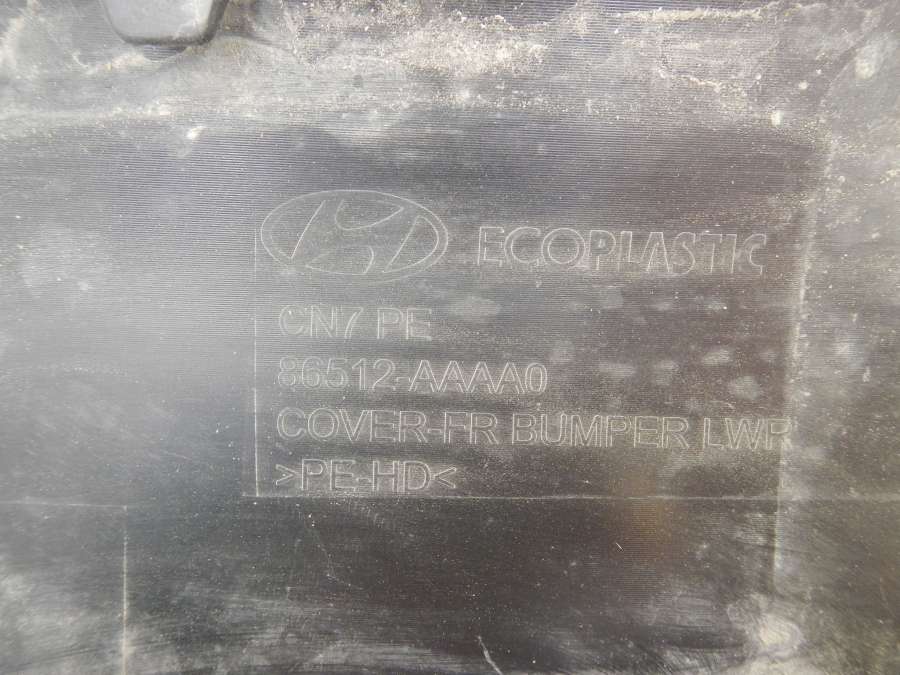 ECOPLASTIC
CN7 PE
86512-AAAA0
COVER-FR BUMPER LWR
>PE-HD<